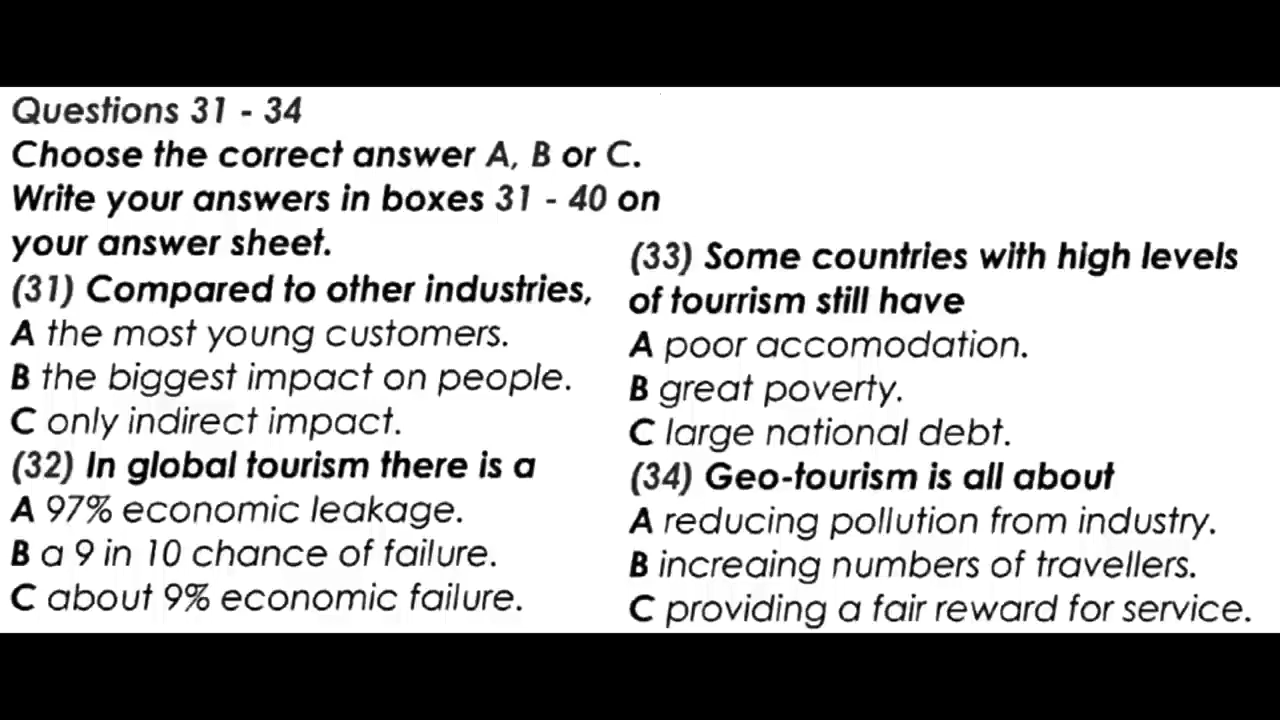 Questions 31 - 34
Choose the correct answer A, B or C.
Write your answers in boxes 31 - 40 on
your answer sheet.
(31) Compared to other industries,
A the most young customers.
B the biggest impact on people.
C only indirect impact.
(32) In global tourism there is a
A 97% economic leakage.
B a 9 in 10 chance of failure.
C about 9% economic failure.
(33) Some countries with high levels
of tourrism still have
A poor accomodation.
B great poverty.
C large national debt.
(34) Geo-tourism is all about
A reducing pollution from industry.
B increaing numbers of travellers.
C providing a fair reward for service.